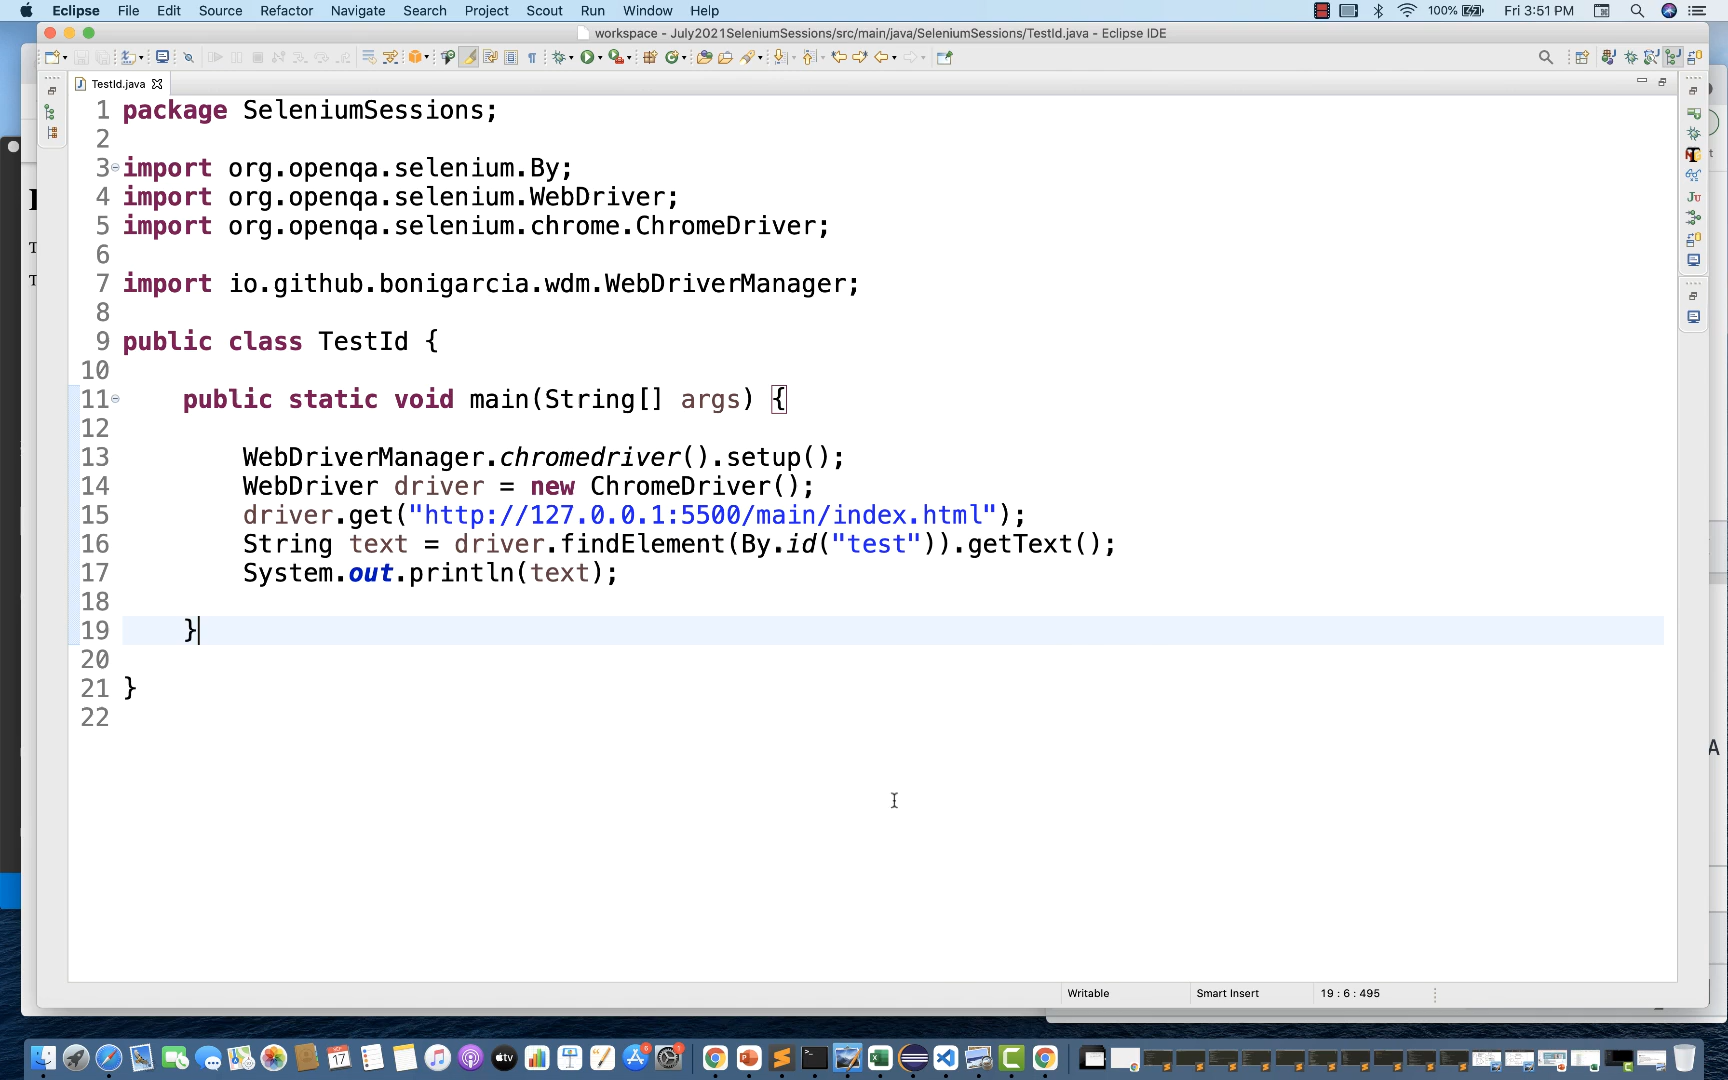 Eclipse File Edit Source Refactor Navigate Search Project Scout Run Window Help 100% Fri 3:51 PM
workspace - July2021SeleniumSessions/src/main/java/SeleniumSessions/TestId.java - Eclipse IDE
TestId.java
1 package SeleniumSessions;
2
3 import org.openqa.selenium.By;
4 import org.openqa.selenium.WebDriver;
5 import org.openqa.selenium.chrome.ChromeDriver;
6
7 import io.github.bonigarcia.wdm.WebDriverManager;
8
9 public class TestId {
10
11 public static void main(String[] args) {
12
13 WebDriverManager.chromedriver().setup();
14 WebDriver driver = new ChromeDriver();
15 driver.get("http://127.0.0.1:5500/main/index.html");
16 String text = driver.findElement(By.id("test")).getText();
17 System.out.println(text);
18
19 }
20
21 }
22
Writable Smart Insert 19 : 6 : 495